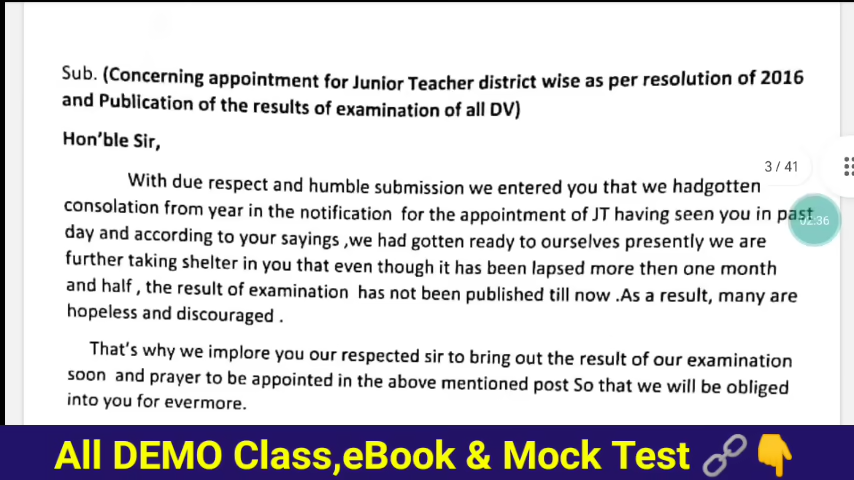 Sub. (Concerning appointment for Junior Teacher district wise as per resolution of 2016
and Publication of the results of examination of all DV)
Hon'ble Sir,
3 / 41
With due respect and humble submission we entered you that we hadgotten
consolation from year in the notification for the appointment of JT having seen you in past
02:36
day and according to your sayings ,we had gotten ready to ourselves presently we are
further taking shelter in you that even though it has been lapsed more then one month
and half , the result of examination has not been published till now .As a result, many are
hopeless and discouraged .
That's why we implore you our respected sir to bring out the result of our examination
soon and prayer to be appointed in the above mentioned post So that we will be obliged
into you for evermore.
All DEMO Class,eBook & Mock Test 🔗👇